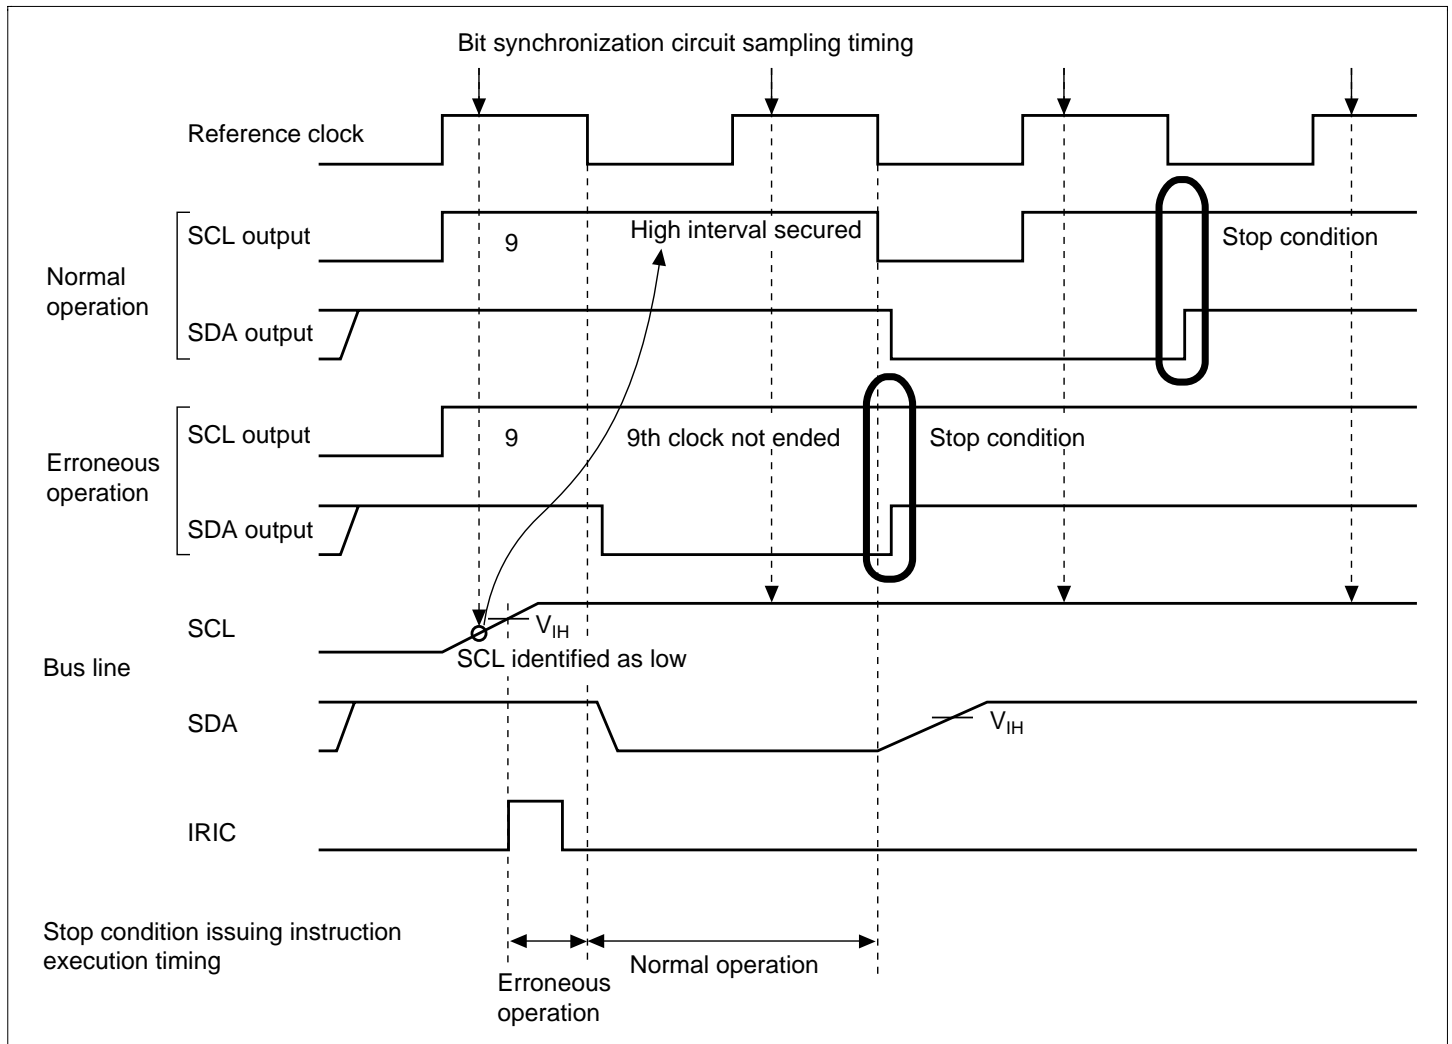 Bit synchronization circuit sampling timing
Reference clock
Normal
operation
SCL output
9
High interval secured
Stop condition
SDA output
Erroneous
operation
SCL output
9
9th clock not ended
Stop condition
SDA output
Bus line
SCL
VIH
SCL identified as low
SDA
VIH
IRIC
Stop condition issuing instruction
execution timing
Erroneous
operation
Normal operation